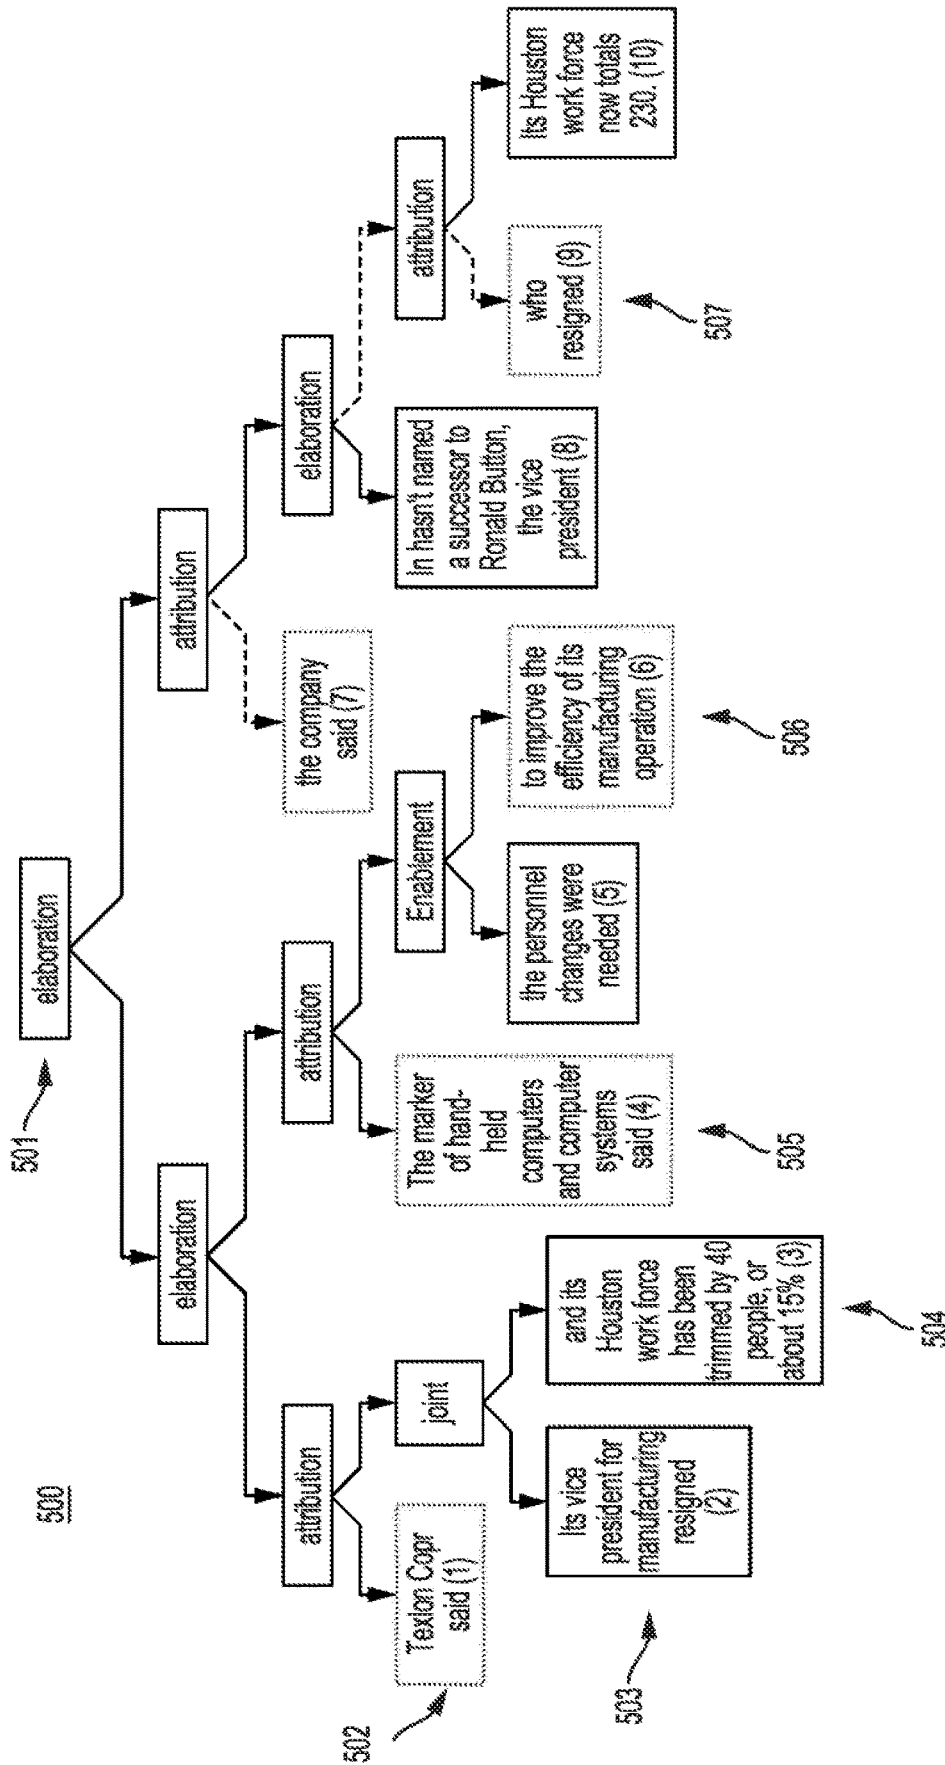 500
501
elaboration
elaboration
attribution
attribution
attribution
elaboration
Texlon Copr
said (1)
joint
Enablement
the company
said (7)
attribution
Its vice
president for
manufacturing
resigned
(2)
and its
Houston
work force
has been
trimmed by 40
people, or
about 15% (3)
The marker
of hand-
held
computers
and computer
systems
said (4)
the personnel
changes were
needed (5)
to improve the
efficiency of its
manufacturing
operation (6)
In hasn't named
a successor to
Ronald Button,
the vice
president (8)
who
resigned (9)
Its Houston
work force
now totals
230. (10)
502
503
504
505
506
507